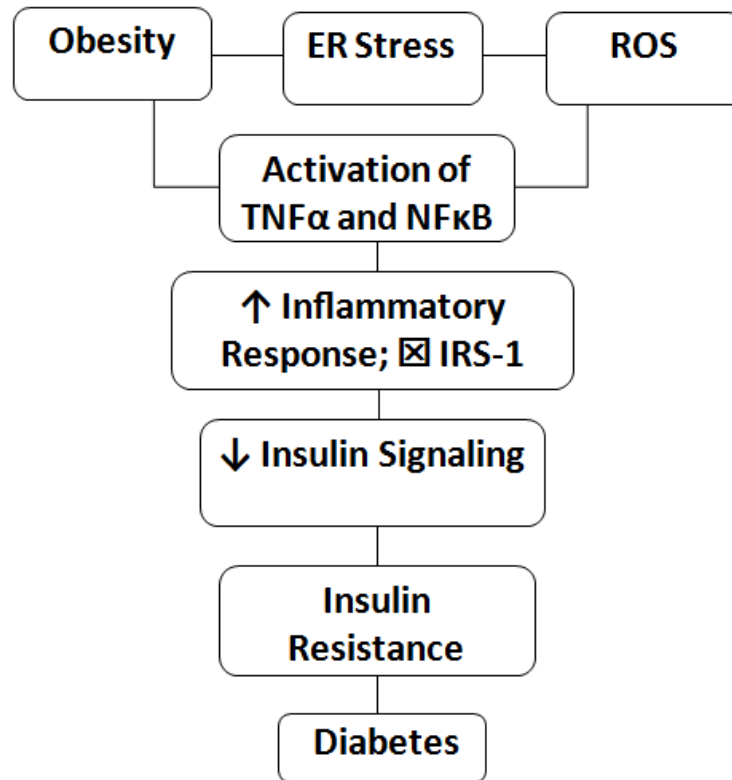 Obesity
ER Stress
ROS
Activation of
TNFα and NFκB
↑ Inflammatory
Response; ☒ IRS-1
↓ Insulin Signaling
Insulin
Resistance
Diabetes